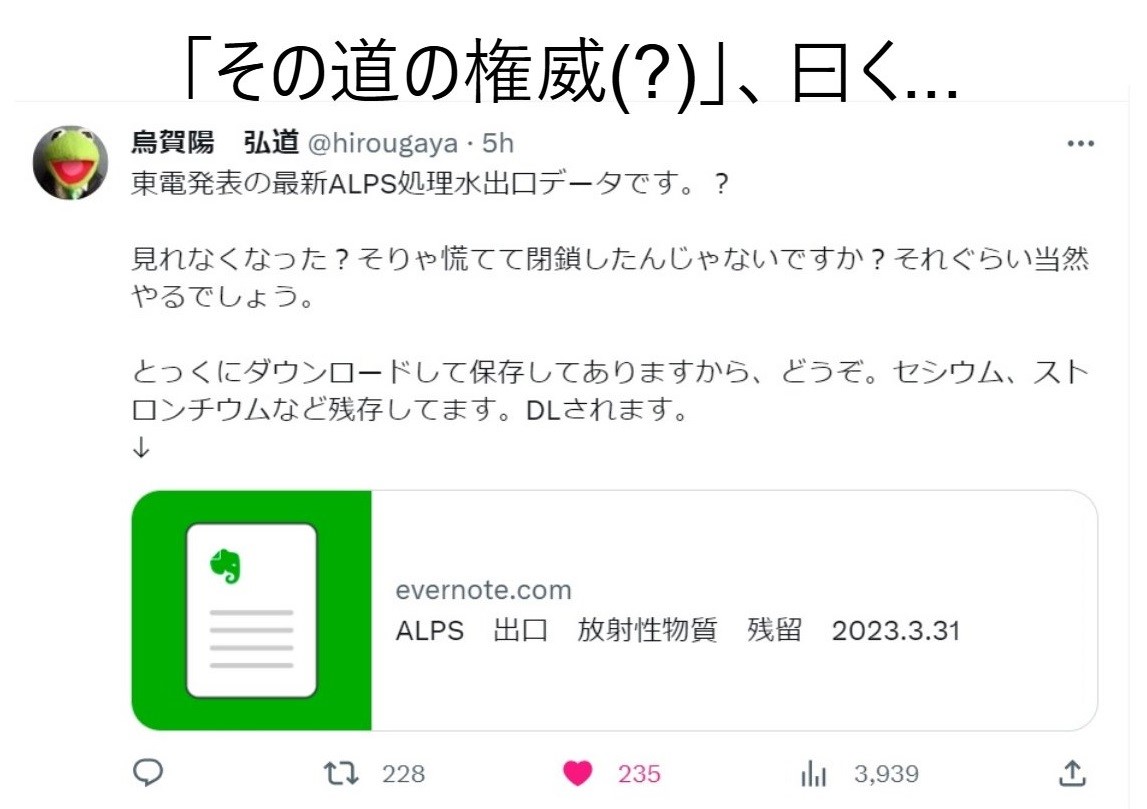 「その道の権威(?)」、曰く...
烏賀陽　弘道 @hirougaya · 5h
東電発表の最新ALPS処理水出口データです。？
見れなくなった？そりゃ慌てて閉鎖したんじゃないですか？それぐらい当然
やるでしょう。
とっくにダウンロードして保存してありますから、どうぞ。セシウム、スト
ロンチウムなど残存してます。DLされます。
↓
evernote.com
ALPS　出口　放射性物質　残留　2023.3.31
228 235 3,939